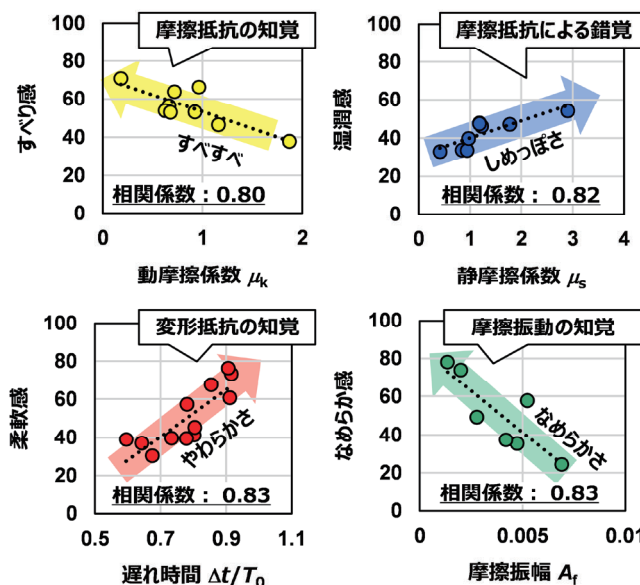 摩擦抵抗の知覚
すべり感
100
80
60
40
20
0
すべすべ
相関係数：0.80
0
1
2
動摩擦係数 μk
摩擦抵抗による錯覚
湿潤感
100
80
60
40
20
0
しめっぽさ
相関係数：0.82
0
1
2
3
4
静摩擦係数 μs
変形抵抗の知覚
柔軟感
100
80
60
40
20
0
やわらかさ
相関係数： 0.83
0.5
0.7
0.9
1.1
遅れ時間 Δt/T0
摩擦振動の知覚
なめらか感
100
80
60
40
20
0
なめらかさ
相関係数： 0.83
0
0.005
0.01
摩擦振幅 Af